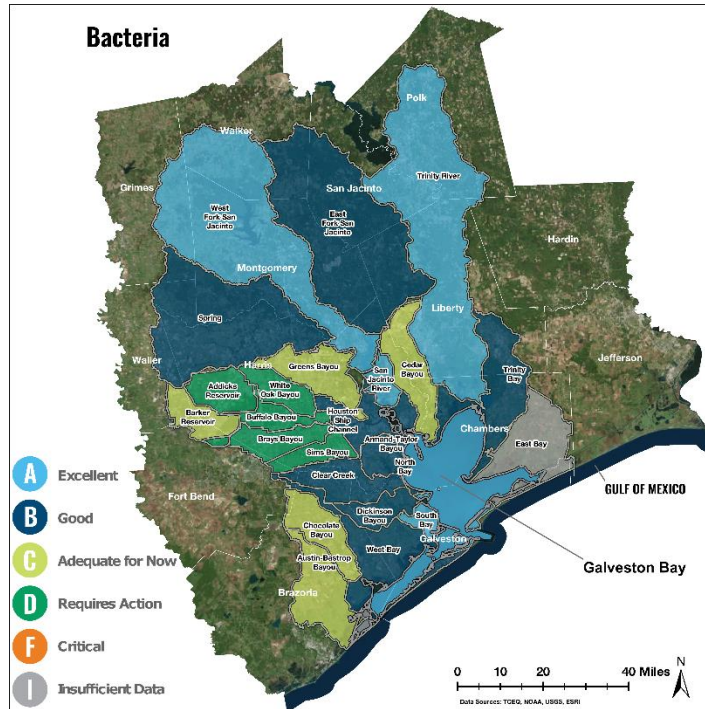 Bacteria
Polk
Walker
Trinity River
Grimes
San Jacinto
West
Fork San
Jacinto
East
Fork San
Jacinto
Hardin
Montgomery
Liberty
Spring
Waller
Harris
Greens Bayou
Cedar
Bayou
Trinity
Bay
Jefferson
Addicks
Reservoir
White
Oak Bayou
San
Jacinto
River
Barker
Reservoir
Buffalo Bayou
Houston
Ship
Channel
Chambers
East Bay
Brays Bayou
Armand-Taylor
Bayou
Sims Bayou
North
Bay
Clear Creek
A Excellent
Fort Bend
GULF OF MEXICO
B Good
Dickinson
Bayou
South
Bay
Chocolate
Bayou
Galveston
West Bay
Galveston Bay
C Adequate for Now
Austin-Bastrop
Bayou
Brazoria
D Requires Action
F Critical
I Insufficient Data
0 10 20 40 Miles
N
Data Sources: TCEQ, NOAA, USGS, ESRI